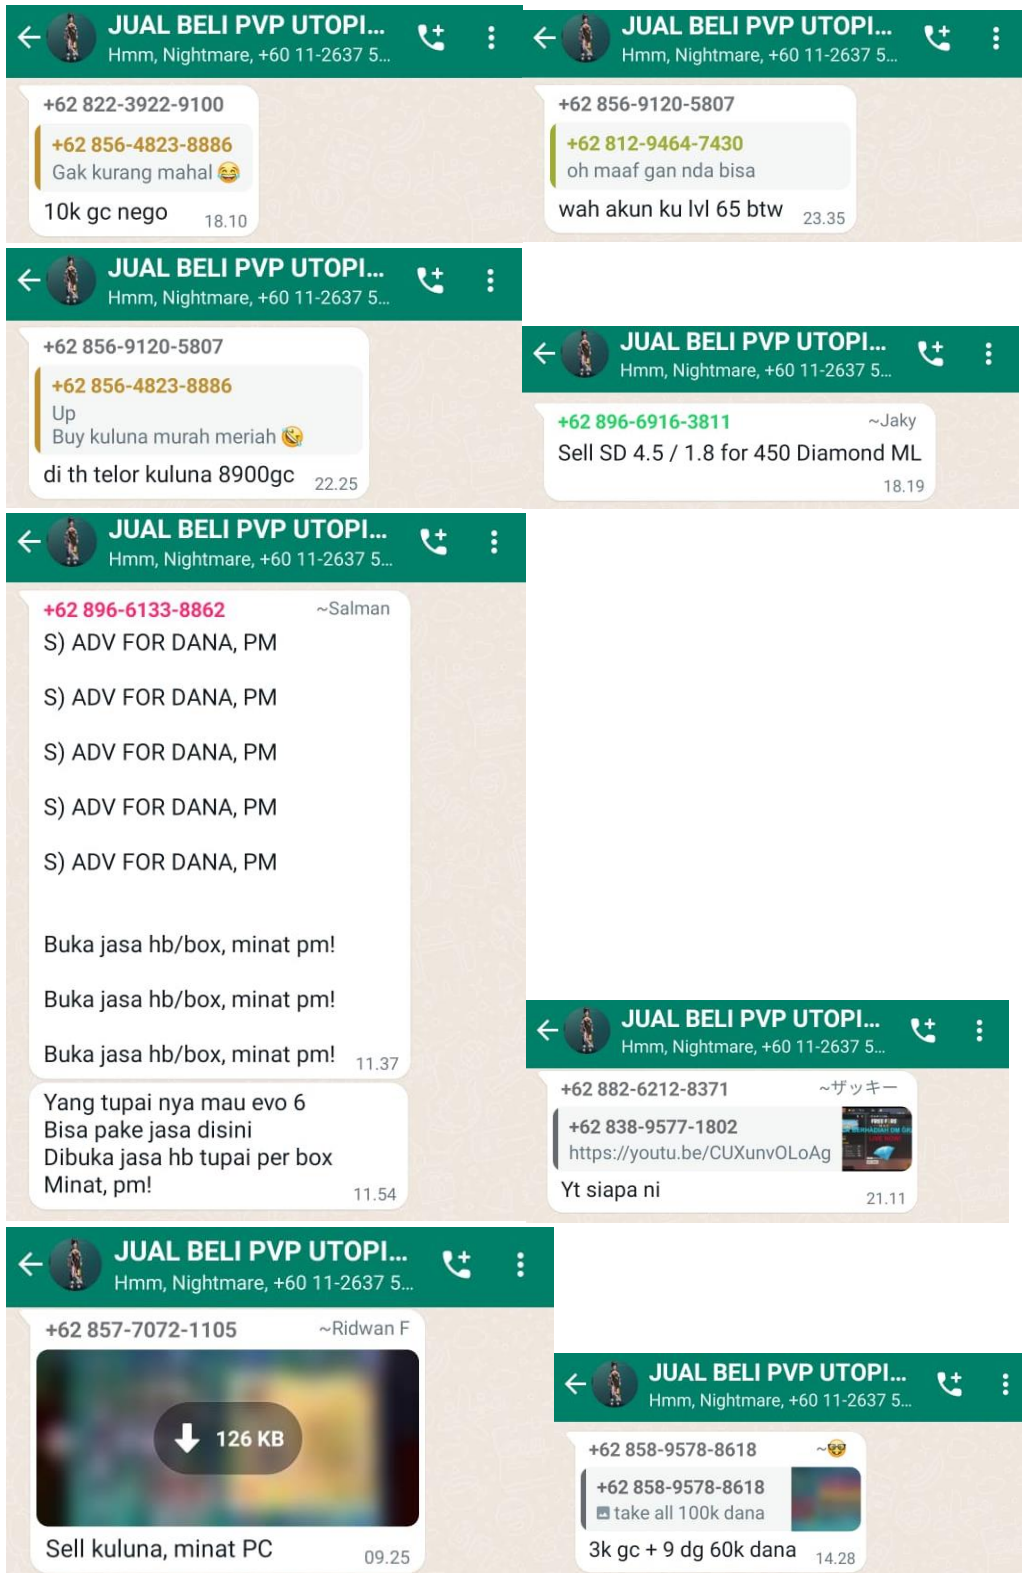 JUAL BELI PVP UTOPI...
Hmm, Nightmare, +60 11-2637 5...
+62 822-3922-9100
+62 856-4823-8886
Gak kurang mahal 😂
10k gc nego
18.10
JUAL BELI PVP UTOPI...
Hmm, Nightmare, +60 11-2637 5...
+62 856-9120-5807
+62 812-9464-7430
oh maaf gan nda bisa
wah akun ku lvl 65 btw
23.35
JUAL BELI PVP UTOPI...
Hmm, Nightmare, +60 11-2637 5...
+62 856-9120-5807
+62 856-4823-8886
Up
Buy kuluna murah meriah 🤣
di th telor kuluna 8900gc
22.25
JUAL BELI PVP UTOPI...
Hmm, Nightmare, +60 11-2637 5...
+62 896-6916-3811 ~Jaky
Sell SD 4.5 / 1.8 for 450 Diamond ML
18.19
JUAL BELI PVP UTOPI...
Hmm, Nightmare, +60 11-2637 5...
+62 896-6133-8862 ~Salman
S) ADV FOR DANA, PM
S) ADV FOR DANA, PM
S) ADV FOR DANA, PM
S) ADV FOR DANA, PM
S) ADV FOR DANA, PM
Buka jasa hb/box, minat pm!
Buka jasa hb/box, minat pm!
Buka jasa hb/box, minat pm!
11.37
Yang tupai nya mau evo 6
Bisa pake jasa disini
Dibuka jasa hb tupai per box
Minat, pm!
11.54
JUAL BELI PVP UTOPI...
Hmm, Nightmare, +60 11-2637 5...
+62 882-6212-8371 ~ザッキー
+62 838-9577-1802
https://youtu.be/CUXunvOLoAg
FREE FIRE
Yt siapa ni
21.11
JUAL BELI PVP UTOPI...
Hmm, Nightmare, +60 11-2637 5...
+62 857-7072-1105 ~Ridwan F
126 KB
Sell kuluna, minat PC
09.25
JUAL BELI PVP UTOPI...
Hmm, Nightmare, +60 11-2637 5...
+62 858-9578-8618 ~🤓
+62 858-9578-8618
take all 100k dana
3k gc + 9 dg 60k dana
14.28